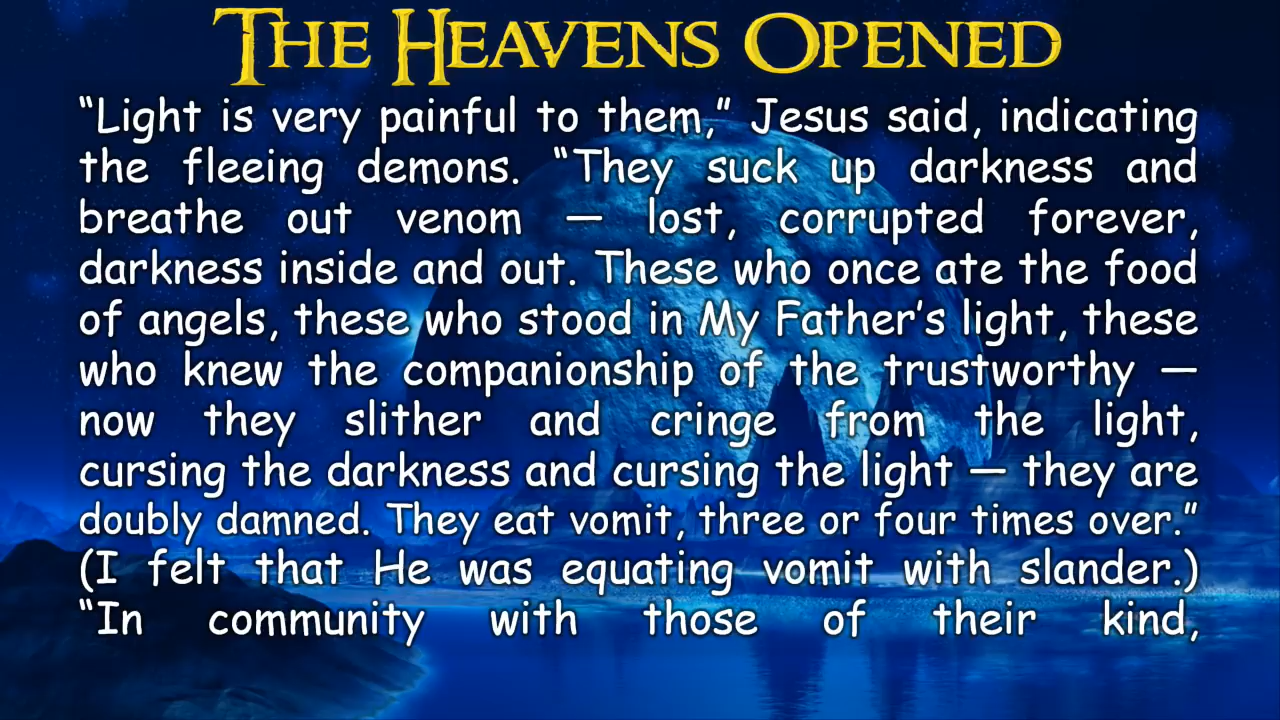 THE HEAVENS OPENED
“Light is very painful to them,” Jesus said, indicating
the fleeing demons. “They suck up darkness and
breathe out venom — lost, corrupted forever,
darkness inside and out. These who once ate the food
of angels, these who stood in My Father’s light, these
who knew the companionship of the trustworthy —
now they slither and cringe from the light,
cursing the darkness and cursing the light — they are
doubly damned. They eat vomit, three or four times over.”
(I felt that He was equating vomit with slander.)
“In community with those of their kind,